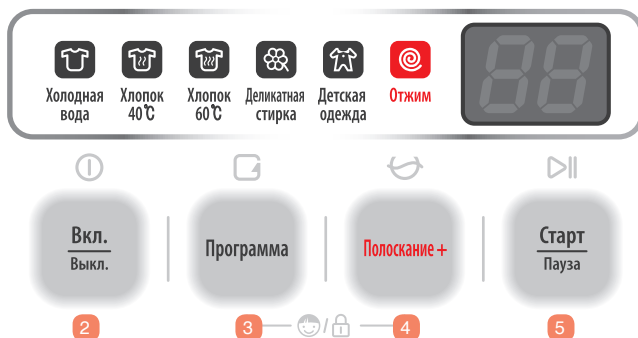 88
Холодная вода
Хлопок 40℃
Хлопок 60℃
Деликатная стирка
Детская одежда
Отжим
Вкл.
Выкл.
Программа
Полоскание +
Старт
Пауза
2
3
/
4
5